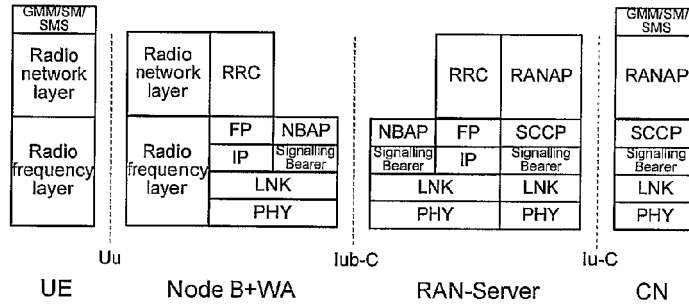 GMM/SM/
SMS
Radio
network
layer
Radio
frequency
layer
Radio
network
layer
RRC
Radio
frequency
layer
FP
NBAP
IP
Signalling
Bearer
LNK
PHY
RRC
RANAP
NBAP
FP
SCCP
Signalling
Bearer
IP
Signalling
Bearer
LNK
LNK
PHY
PHY
GMM/SM/
SMS
RANAP
SCCP
Signalling
Bearer
LNK
PHY
Uu
Iub-C
Iu-C
UE
Node B+WA
RAN-Server
CN